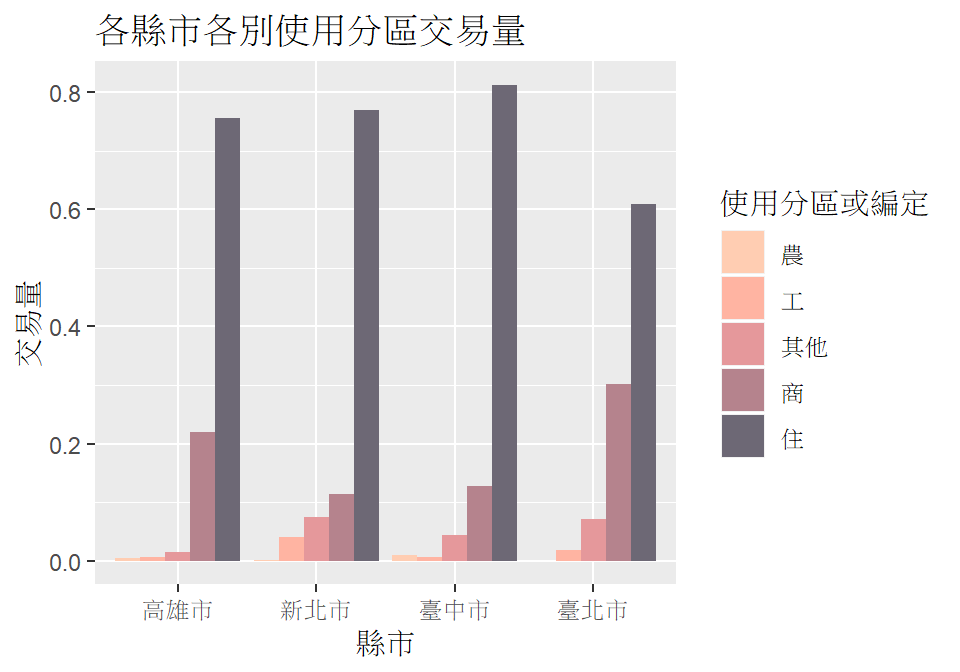 各縣市各別使用分區交易量
交易量
0.8
0.6
0.4
0.2
0.0
高雄市 新北市 臺中市 臺北市
縣市
使用分區或編定
農
工
其他
商
住